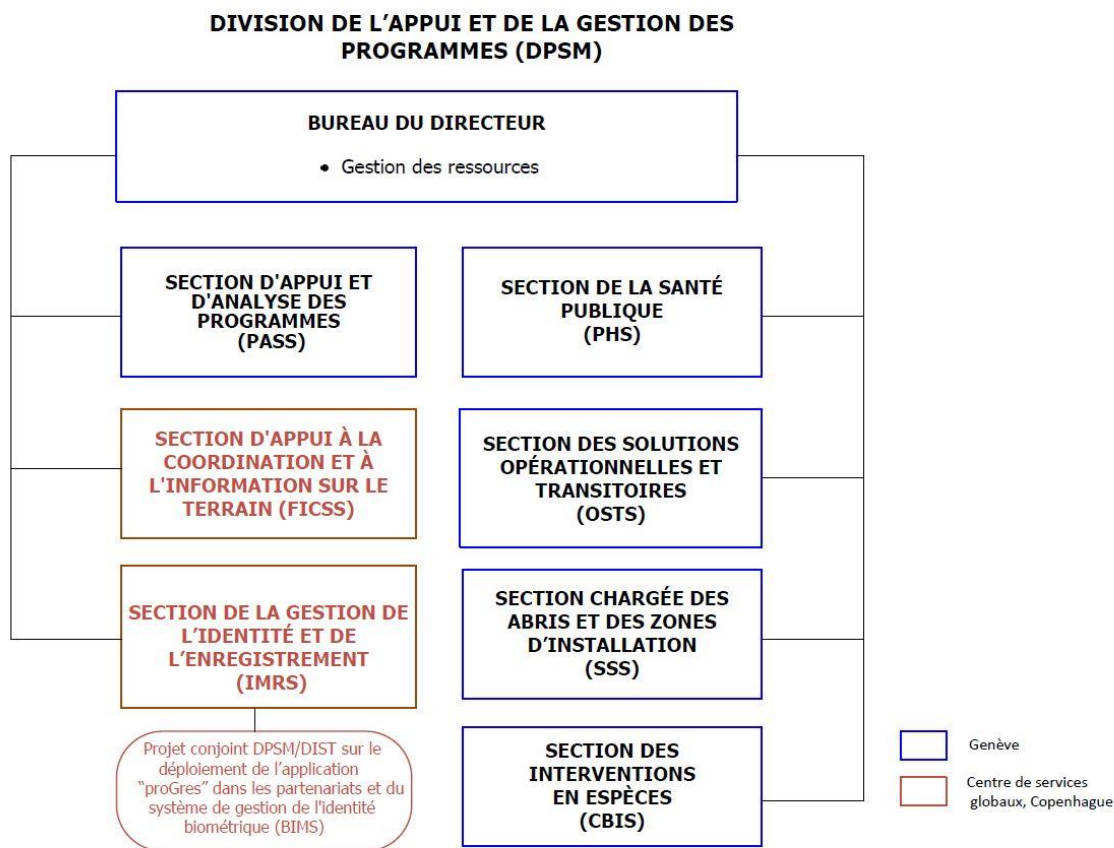 DIVISION DE L’APPUI ET DE LA GESTION DES
PROGRAMMES (DPSM)
BUREAU DU DIRECTEUR
• Gestion des ressources
SECTION D'APPUI ET
D'ANALYSE DES
PROGRAMMES
(PASS)
SECTION DE LA SANTÉ
PUBLIQUE
(PHS)
SECTION D'APPUI À LA
COORDINATION ET À
L'INFORMATION SUR LE
TERRAIN (FICSS)
SECTION DES SOLUTIONS
OPÉRATIONNELLES ET
TRANSITOIRES
(OSTS)
SECTION DE LA GESTION DE
L’IDENTITÉ ET DE
L’ENREGISTREMENT
(IMRS)
SECTION CHARGÉE DES
ABRIS ET DES ZONES
D’INSTALLATION
(SSS)
Projet conjoint DPSM/DIST sur le
déploiement de l’application
“proGres” dans les partenariats et du
système de gestion de l'identité
biométrique (BIMS)
SECTION DES
INTERVENTIONS
EN ESPÈCES
(CBIS)
Genève
Centre de services
globaux, Copenhague